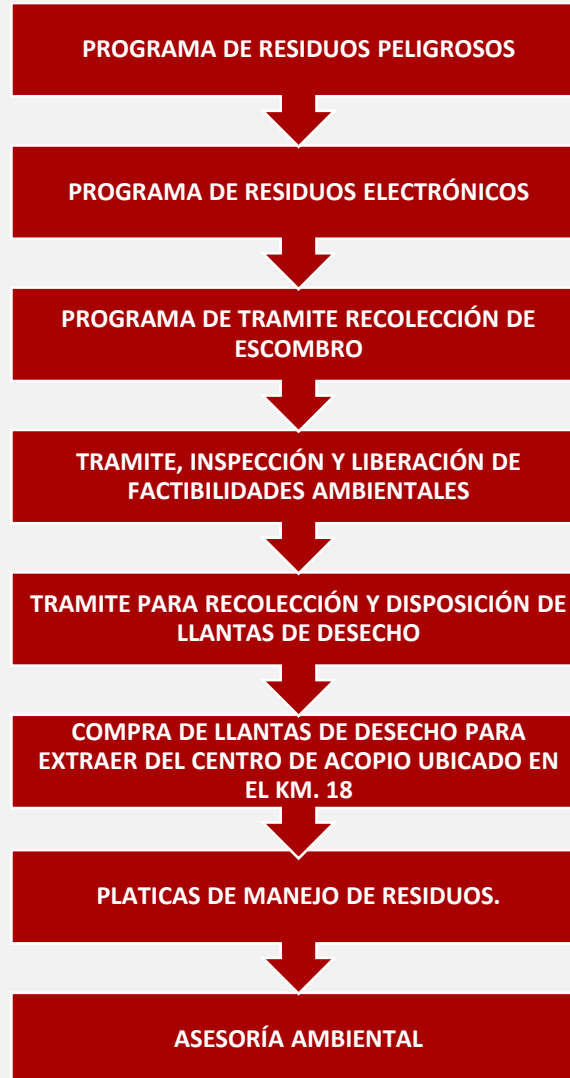 PROGRAMA DE RESIDUOS PELIGROSOS
PROGRAMA DE RESIDUOS ELECTRÓNICOS
PROGRAMA DE TRAMITE RECOLECCIÓN DE
ESCOMBRO
TRAMITE, INSPECCIÓN Y LIBERACIÓN DE
FACTIBILIDADES AMBIENTALES
TRAMITE PARA RECOLECCIÓN Y DISPOSICIÓN DE
LLANTAS DE DESECHO
COMPRA DE LLANTAS DE DESECHO PARA
EXTRAER DEL CENTRO DE ACOPIO UBICADO EN
EL KM. 18
PLATICAS DE MANEJO DE RESIDUOS.
ASESORÍA AMBIENTAL